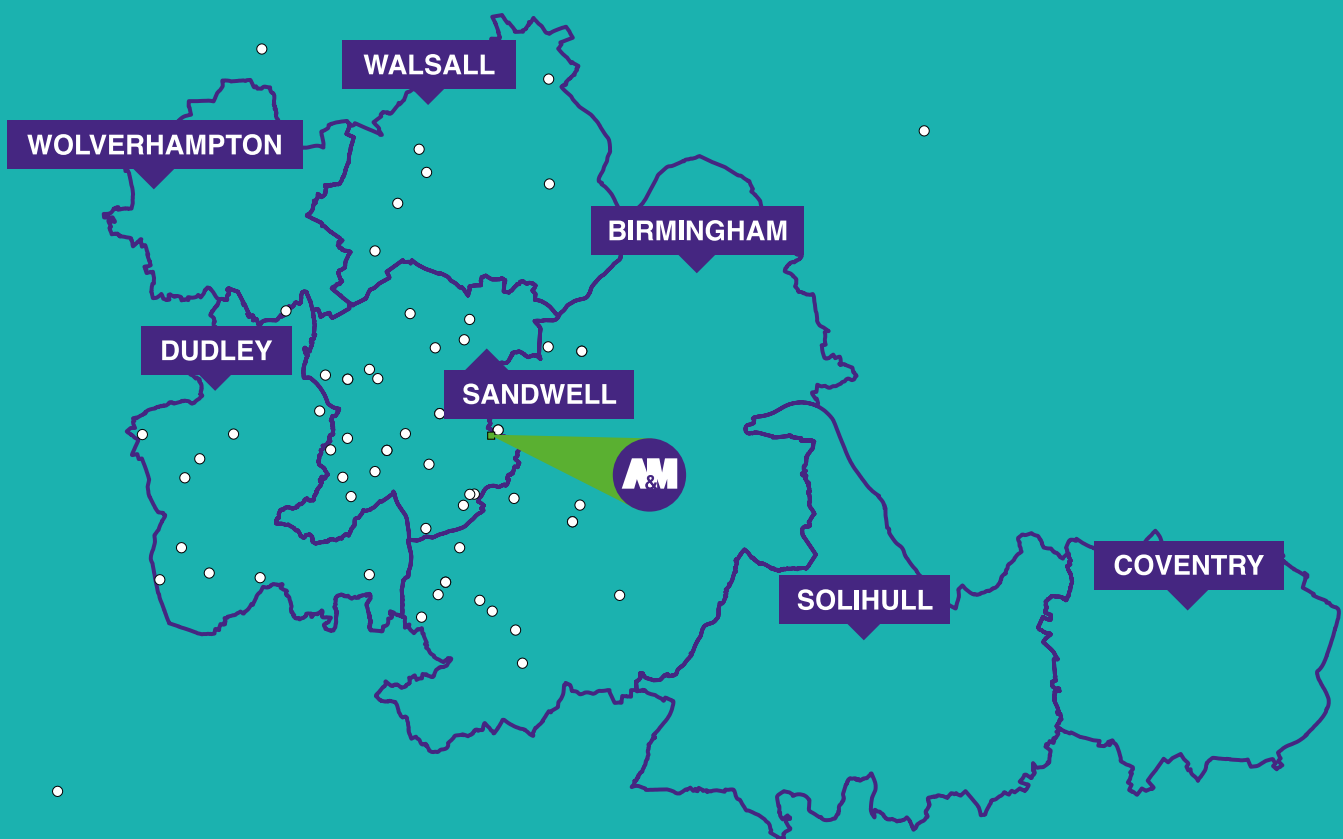 WALSALL
WOLVERHAMPTON
BIRMINGHAM
DUDLEY
SANDWELL
A&M
COVENTRY
SOLIHULL